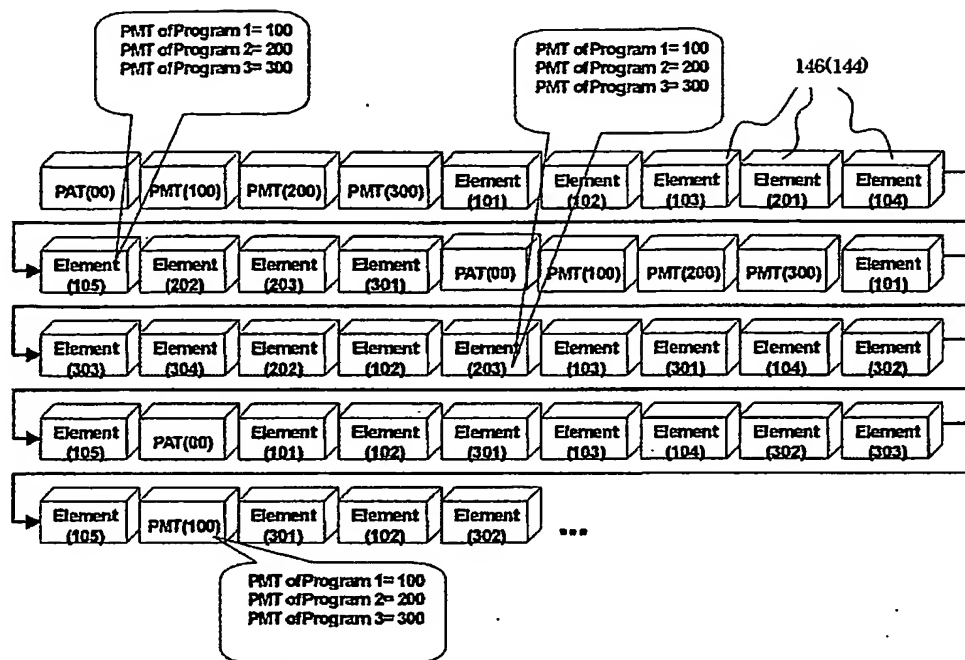 PMT of Program 1= 100
PMT of Program 2= 200
PMT of Program 3= 300
PMT of Program 1= 100
PMT of Program 2= 200
PMT of Program 3= 300
146(144)
PAT(00) PMT(100) PMT(200) PMT(300) Element (101) Element (102) Element (103) Element (201) Element (104)
Element (105) Element (202) Element (203) Element (301) PAT(00) PMT(100) PMT(200) PMT(300) Element (101)
Element (303) Element (304) Element (202) Element (102) Element (203) Element (103) Element (301) Element (104) Element (302)
Element (105) PAT(00) Element (101) Element (102) Element (301) Element (103) Element (104) Element (302) Element (303)
Element (105) PMT(100) Element (301) Element (102) Element (302) ...
PMT of Program 1= 100
PMT of Program 2= 200
PMT of Program 3= 300